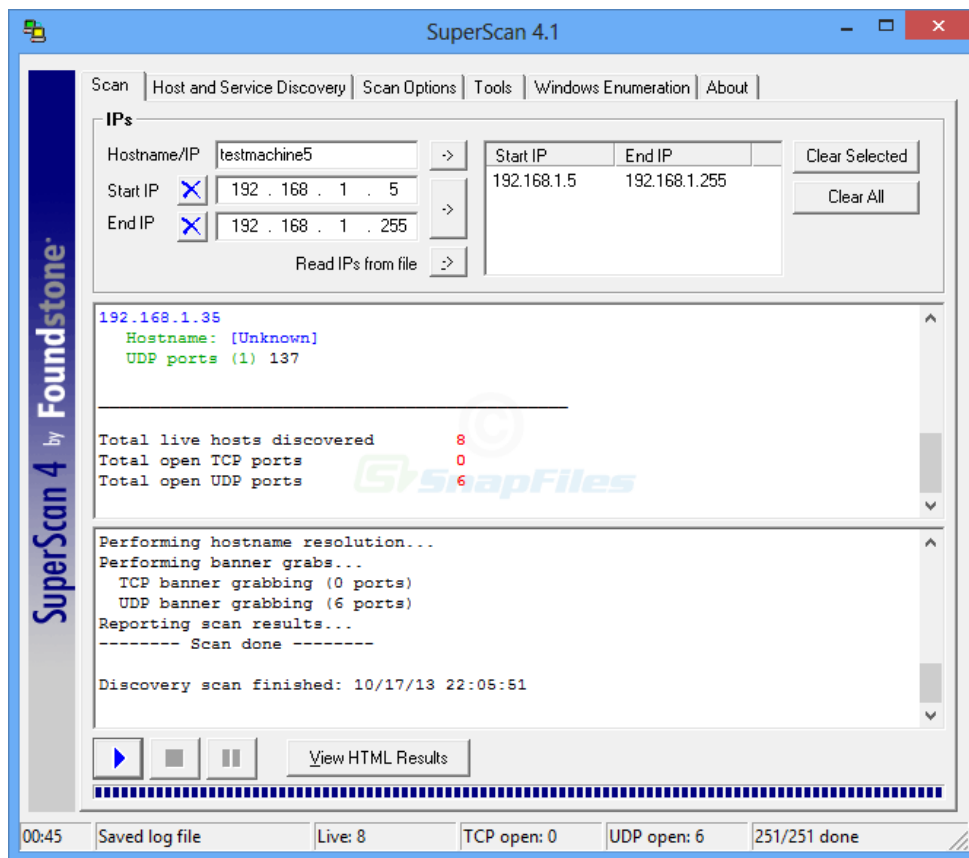 SuperScan 4.1
Scan Host and Service Discovery Scan Options Tools Windows Enumeration About
IPs
Hostname/IP testmachine5 -> Start IP End IP Clear Selected
Start IP 192 . 168 . 1 . 5 -> 192.168.1.5 192.168.1.255 Clear All
End IP 192 . 168 . 1 . 255
Read IPs from file ->
SuperScan 4 by Foundstone
192.168.1.35
Hostname: [Unknown]
UDP ports (1) 137
Total live hosts discovered 8
Total open TCP ports 0
Total open UDP ports 6
© SnapFiles
Performing hostname resolution...
Performing banner grabs...
TCP banner grabbing (0 ports)
UDP banner grabbing (6 ports)
Reporting scan results...
-------- Scan done --------
Discovery scan finished: 10/17/13 22:05:51
View HTML Results
00:45 Saved log file Live: 8 TCP open: 0 UDP open: 6 251/251 done